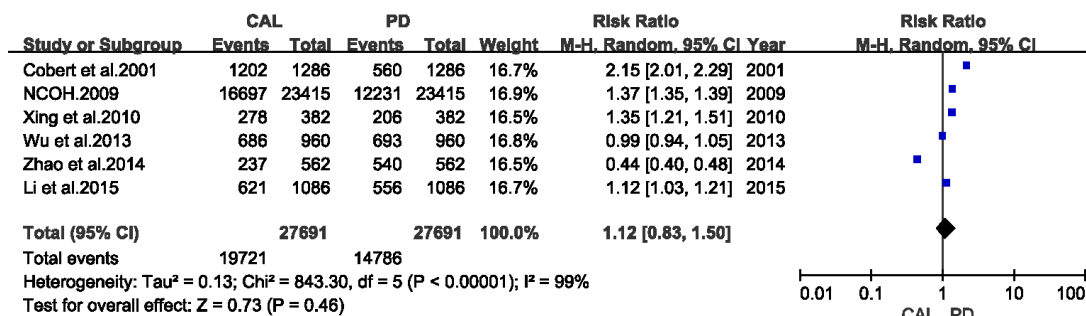 CAL PD Risk Ratio Risk Ratio
Study or Subgroup Events Total Events Total Weight M-H, Random, 95% CI Year M-H, Random, 95% CI
Cobert et al.2001 1202 1286 560 1286 16.7% 2.15 [2.01, 2.29] 2001
NCOH.2009 16697 23415 12231 23415 16.9% 1.37 [1.35, 1.39] 2009
Xing et al.2010 278 382 206 382 16.5% 1.35 [1.21, 1.51] 2010
Wu et al.2013 686 960 693 960 16.8% 0.99 [0.94, 1.05] 2013
Zhao et al.2014 237 562 540 562 16.4% 0.44 [0.40, 0.48] 2014
Li et al.2015 621 1086 556 1086 16.7% 1.12 [1.03, 1.21] 2015
Total (95% CI) 27691 27691 100.0% 1.12 [0.83, 1.50]
Total events 19721 14786
Heterogeneity: Tau² = 0.13; Chi² = 843.30, df = 5 (P < 0.00001); I² = 99%
Test for overall effect: Z = 0.73 (P = 0.46)
0.01 0.1 1 10 100
CAL PD